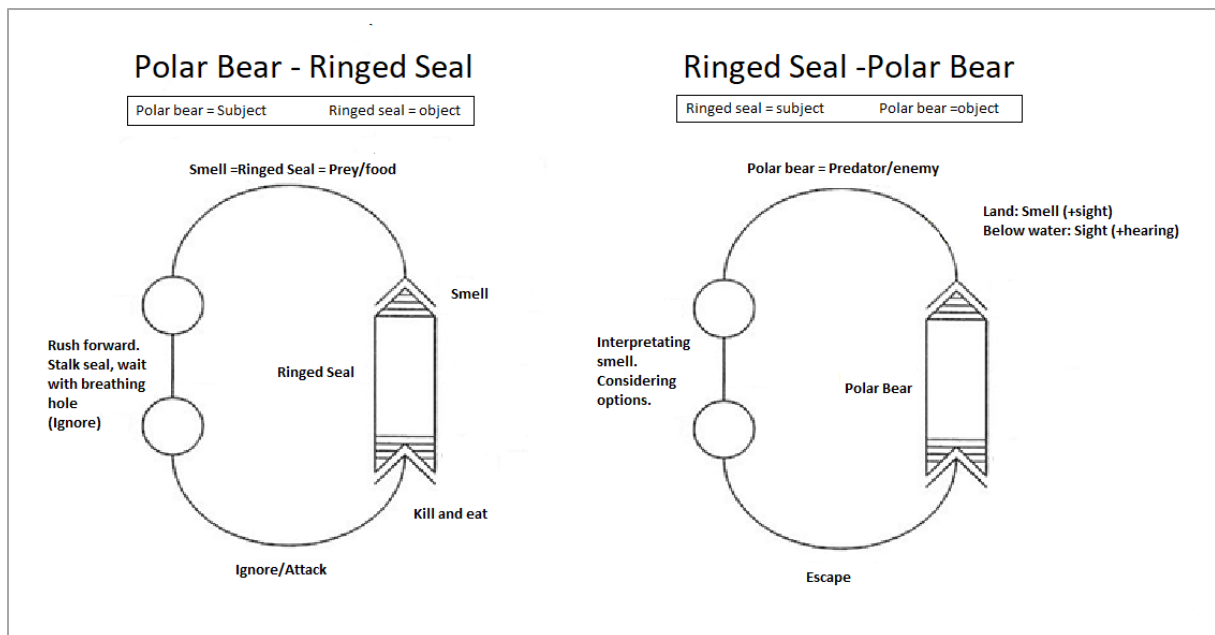 Polar Bear - Ringed Seal
Polar bear = Subject Ringed seal = object
Smell =Ringed Seal = Prey/food
Smell
Rush forward.
Stalk seal, wait
with breathing
hole
(Ignore)
Ringed Seal
Kill and eat
Ignore/Attack
Ringed Seal -Polar Bear
Ringed seal = subject Polar bear =object
Polar bear = Predator/enemy
Land: Smell (+sight)
Below water: Sight (+hearing)
Interpretating
smell.
Considering
options.
Polar Bear
Escape